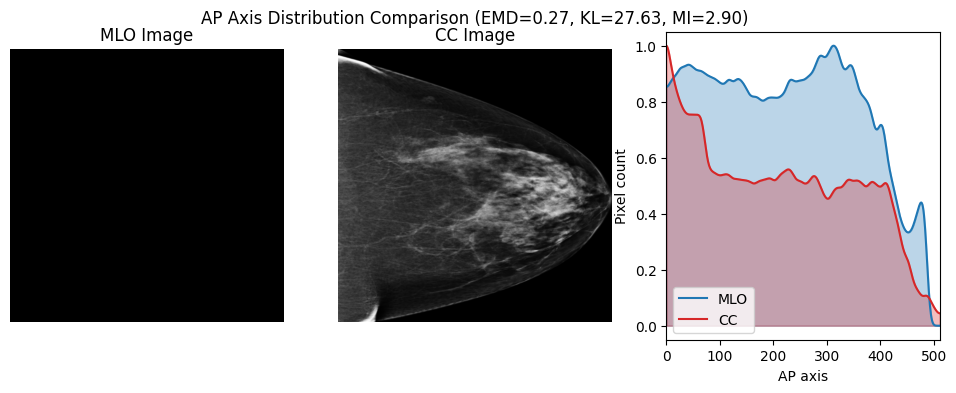 AP Axis Distribution Comparison (EMD=0.27, KL=27.63, MI=2.90)
MLO Image
CC Image
1.0
0.8
0.6
0.4
0.2
0.0
Pixel count
MLO
CC
0 100 200 300 400 500
AP axis